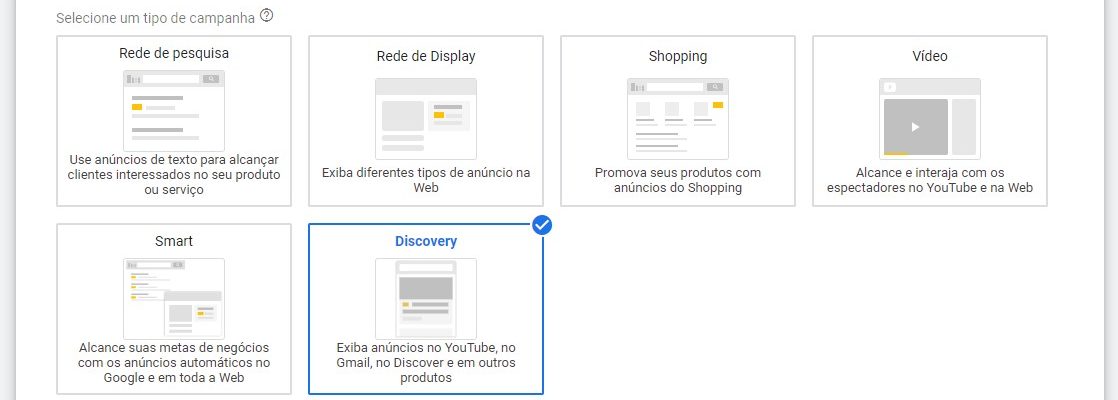 Selecione um tipo de campanha
Rede de pesquisa
Use anúncios de texto para alcançar
clientes interessados no seu produto
ou serviço
Rede de Display
Exiba diferentes tipos de anúncio na
Web
Shopping
Promova seus produtos com
anúncios do Shopping
Vídeo
Alcance e interaja com os
espectadores no YouTube e na Web
Smart
Alcance suas metas de negócios
com os anúncios automáticos no
Google e em toda a Web
Discovery
Exiba anúncios no YouTube, no
Gmail, no Discover e em outros
produtos